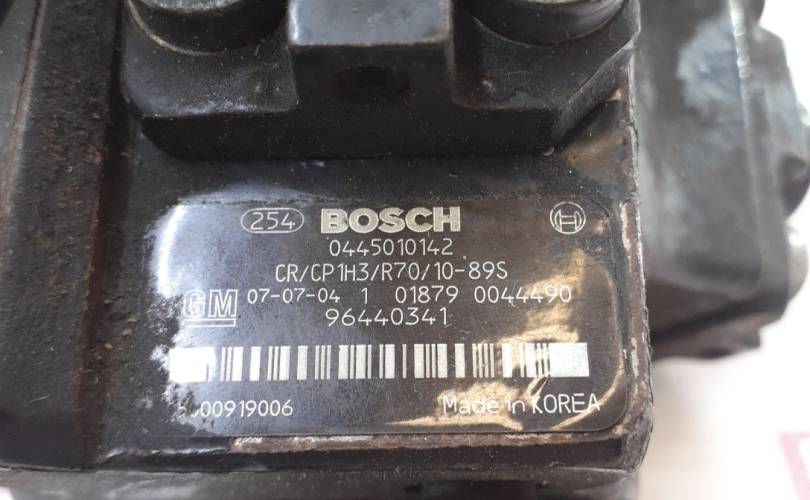 254 BOSCH
0445010142
CR/CP1H3/R70/10-89S
GM 07-07-04 1 01879 0044490
96440341
Made in KOREA